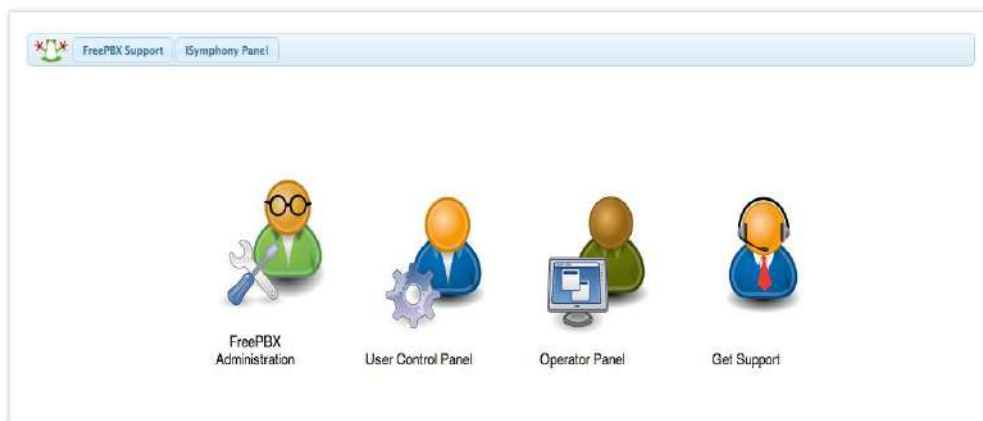 FreePBX Support
ISymphony Panel
FreePBX
Administration
User Control Panel
Operator Panel
Get Support